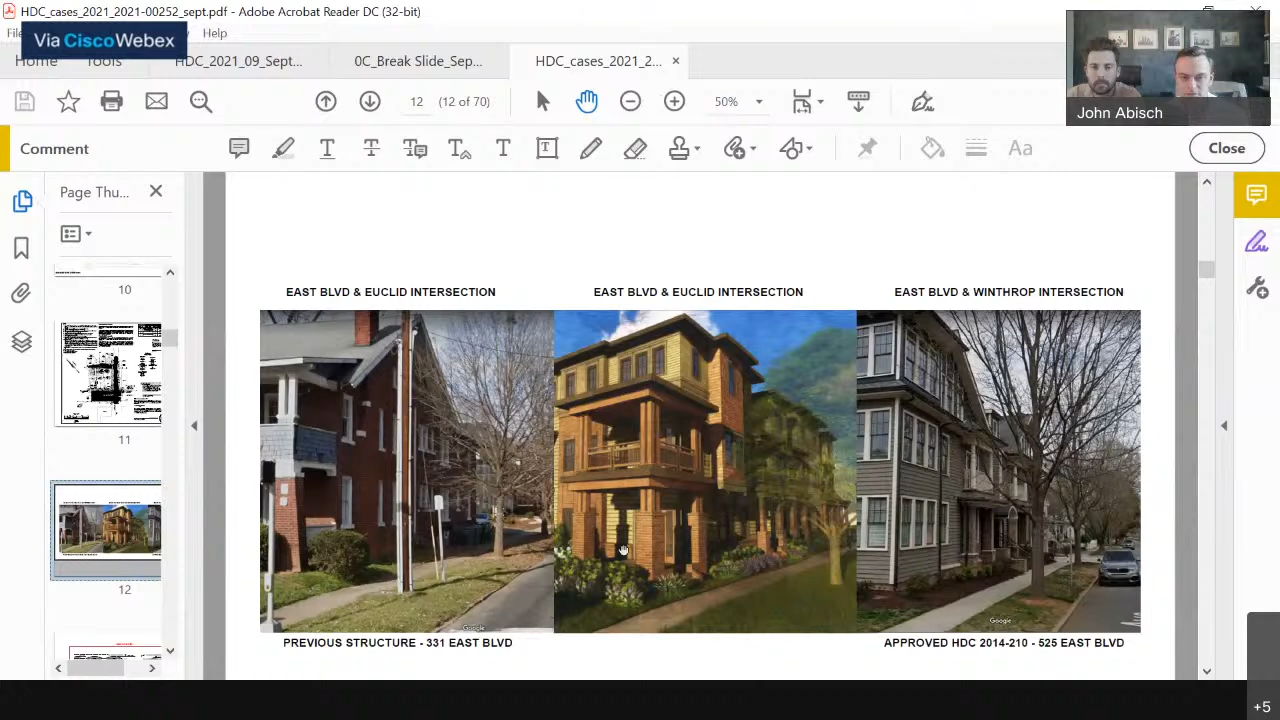 HDC_cases_2021_2021-00252_sept.pdf - Adobe Acrobat Reader DC (32-bit)
Help
Via Cisco Webex
Home Tools HDC_2021_09_Sept... 0C_Break Slide_Sep... HDC_cases_2021_2... ×
12 (12 of 70) 50%
John Abisch
Comment Aa Close
Page Thu...
10
11
12
EAST BLVD & EUCLID INTERSECTION EAST BLVD & EUCLID INTERSECTION EAST BLVD & WINTHROP INTERSECTION
Google Google
PREVIOUS STRUCTURE - 331 EAST BLVD APPROVED HDC 2014-210 - 525 EAST BLVD
+5